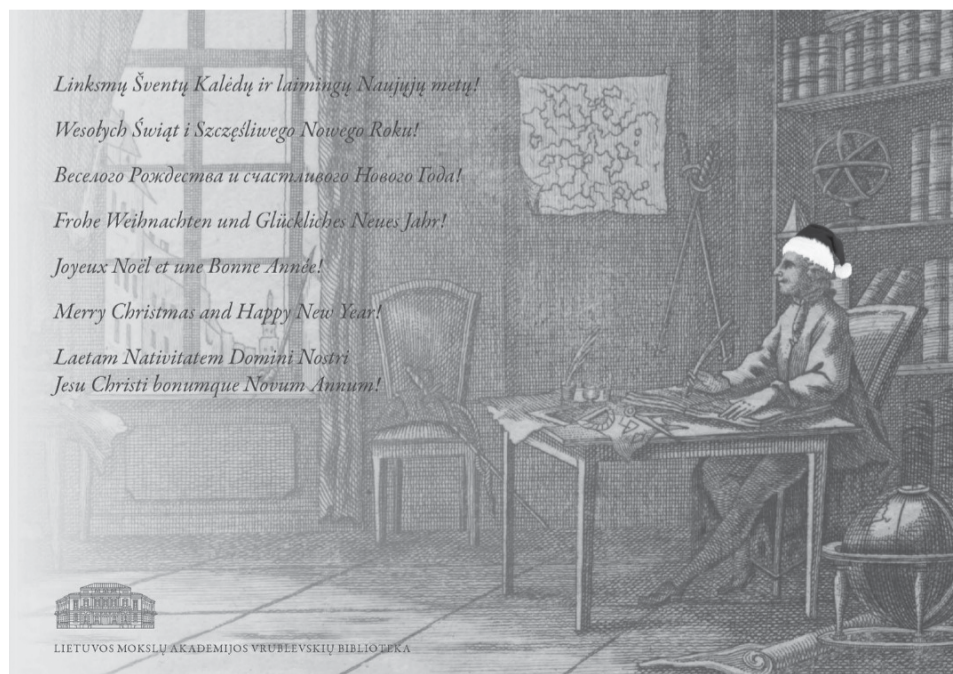 Linksmų Šventų Kalėdų ir laimingų Naujųjų metų!
Wesołych Świąt i Szczęśliwego Nowego Roku!
Веселого Рождества и счастливого Нового Года!
Frohe Weihnachten und Glückliches Neues Jahr!
Joyeux Noël et une Bonne Année!
Merry Christmas and Happy New Year!
Laetam Nativitatem Domini Nostri
Jesu Christi bonumque Novum Annum!
LIETUVOS MOKSLŲ AKADEMIJOS VRUBLEVSKIŲ BIBLIOTEKA